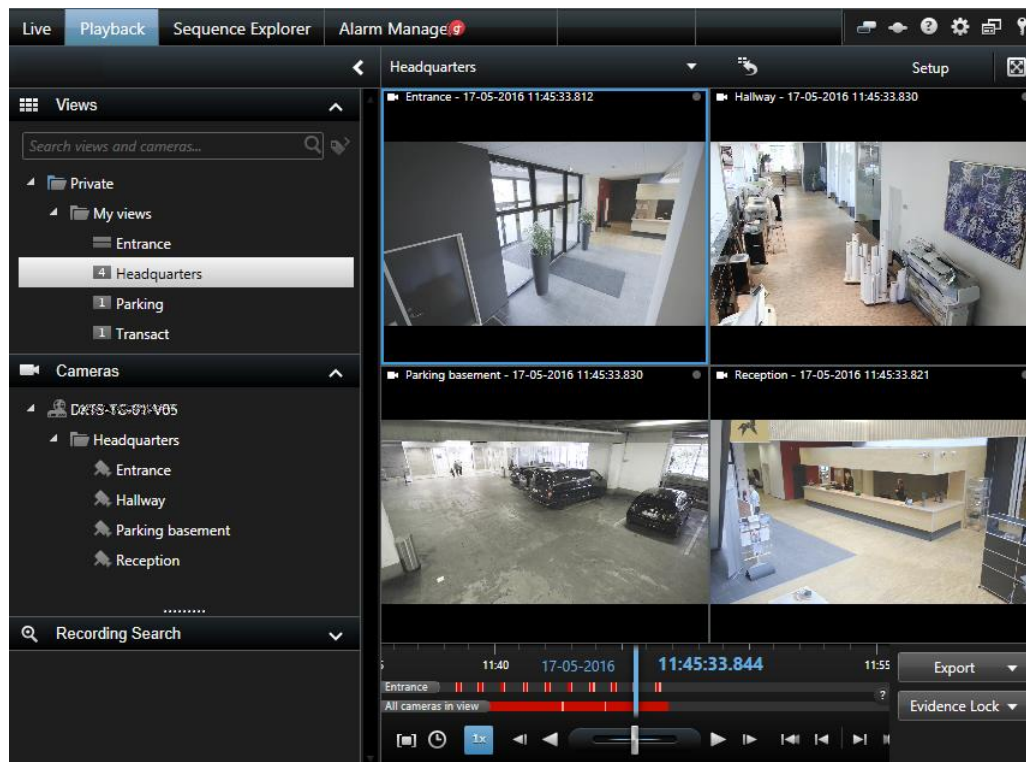 Live Playback Sequence Explorer Alarm Manage
Headquarters Setup
Views
Search views and cameras...
Private
My views
Entrance
4 Headquarters
1 Parking
1 Transact
Cameras
Headquarters
Entrance
Hallway
Parking basement
Reception
Recording Search
Entrance - 17-05-2016 11:45:33.812
Hallway - 17-05-2016 11:45:33.830
Parking basement - 17-05-2016 11:45:33.830
Reception - 17-05-2016 11:45:33.821
11:40 17-05-2016 11:45:33.844 11:55
Entrance
All cameras in view
?
1x
Export
Evidence Lock